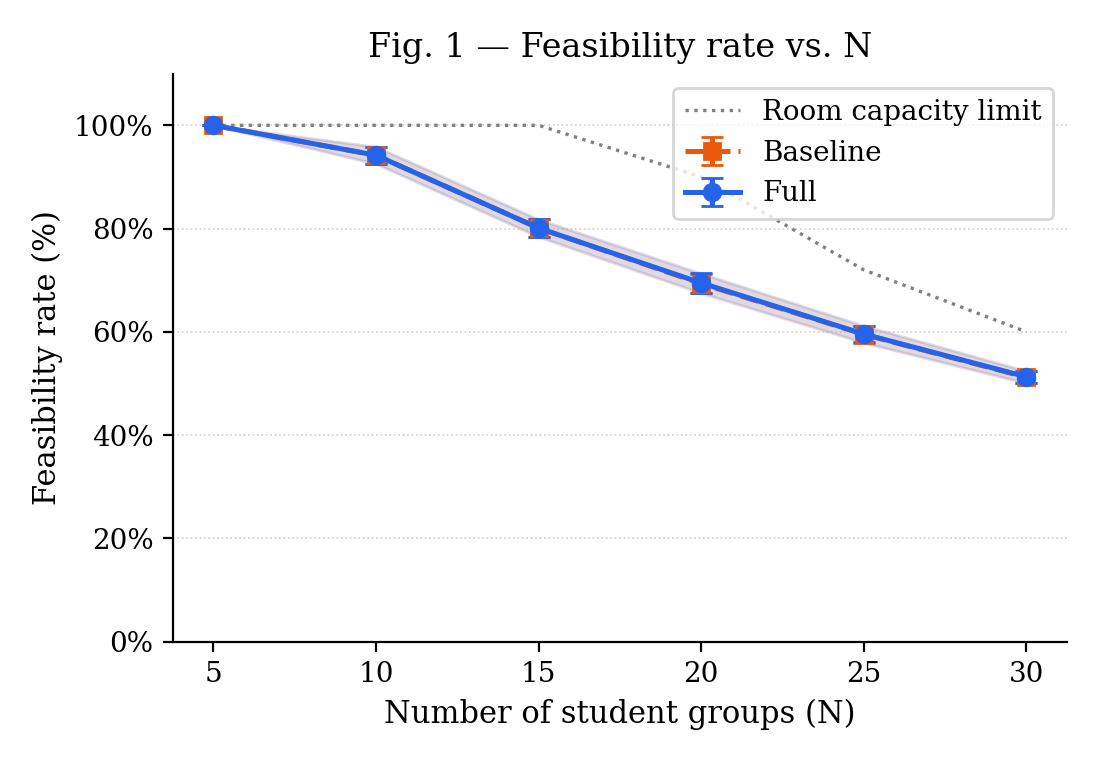 Fig. 1 — Feasibility rate vs. N
Room capacity limit
Baseline
Full
Feasibility rate (%)
100%
80%
60%
40%
20%
0%
5 10 15 20 25 30
Number of student groups (N)